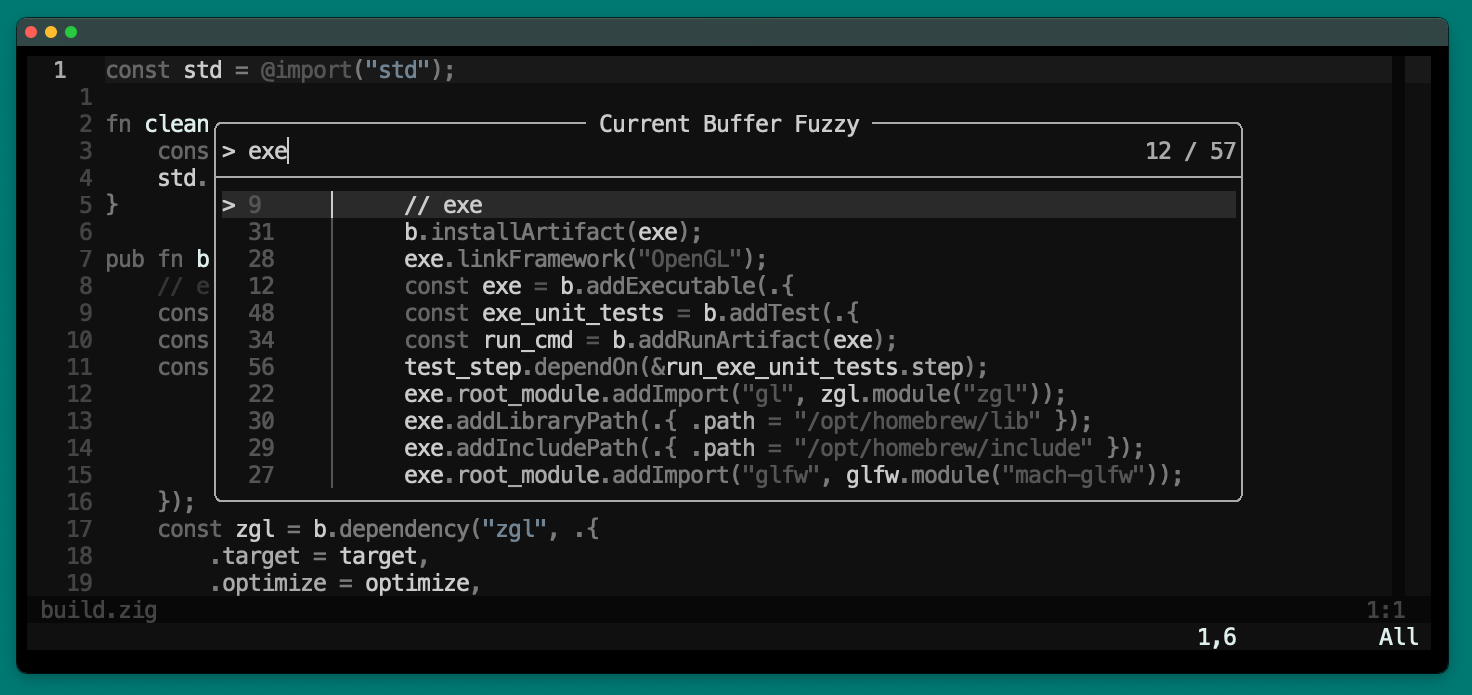 1 const std = @import("std");
1
2 fn clean
3 cons
4 std.
5 }
6
7 pub fn b
8 // e
9 cons
10 cons
11 cons
12
13
14
15
16 });
17 const zgl = b.dependency("zgl", .{
18 .target = target,
19 .optimize = optimize,
Current Buffer Fuzzy
> exe 12 / 57
> 9 // exe
31 b.installArtifact(exe);
28 exe.linkFramework("OpenGL");
12 const exe = b.addExecutable(.{
48 const exe_unit_tests = b.addTest(.{
34 const run_cmd = b.addRunArtifact(exe);
56 test_step.dependOn(&run_exe_unit_tests.step);
22 exe.root_module.addImport("gl", zgl.module("zgl"));
30 exe.addLibraryPath(.{ .path = "/opt/homebrew/lib" });
29 exe.addIncludePath(.{ .path = "/opt/homebrew/include" });
27 exe.root_module.addImport("glfw", glfw.module("mach-glfw"));
build.zig 1:1
1,6 All